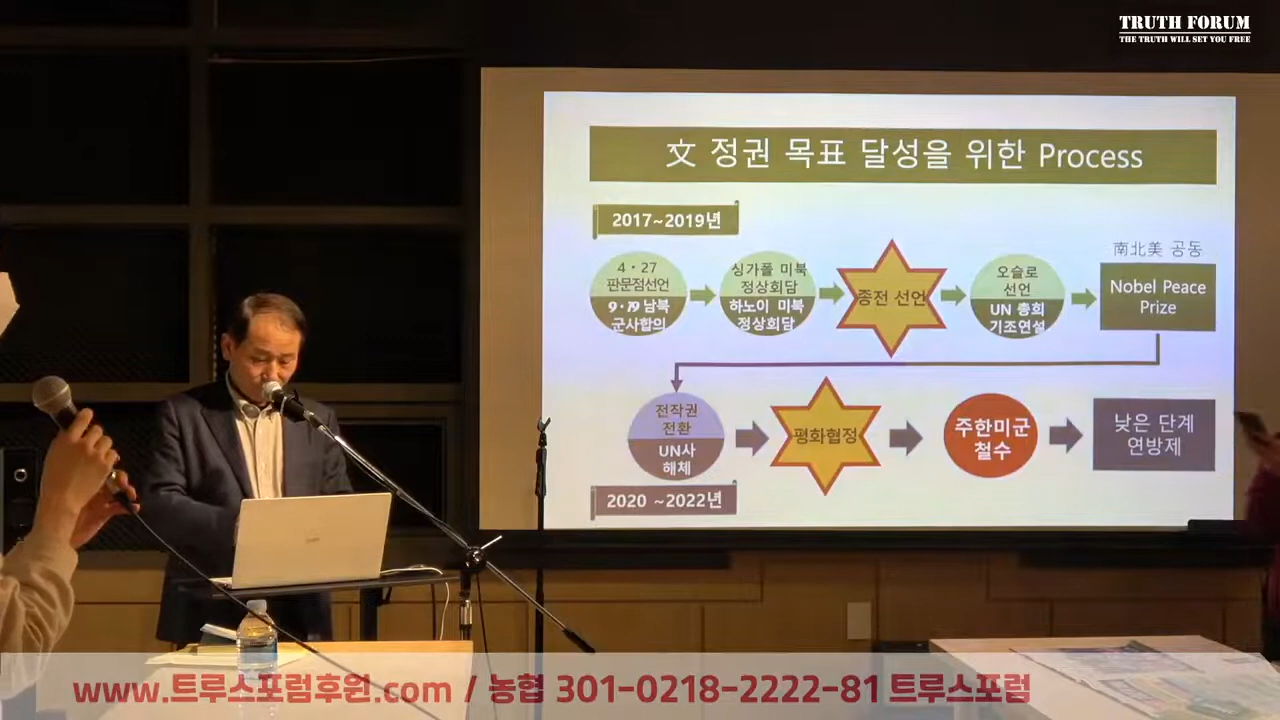 TRUTH FORUM
THE TRUTH WILL SET YOU FREE
文 정권 목표 달성을 위한 Process
2017~2019년
4·27
판문점선언
9·19 남북
군사합의
싱가폴 미북
정상회담
하노이 미북
정상회담
종전 선언
오슬로
선언
UN 총회
기조연설
南北美 공동
Nobel Peace
Prize
전작권
전환
UN사
해체
평화협정
주한미군
철수
낮은 단계
연방제
2020 ~2022년
www.트루스포럼후원.com / 농협 301-0218-2222-81 트루스포럼